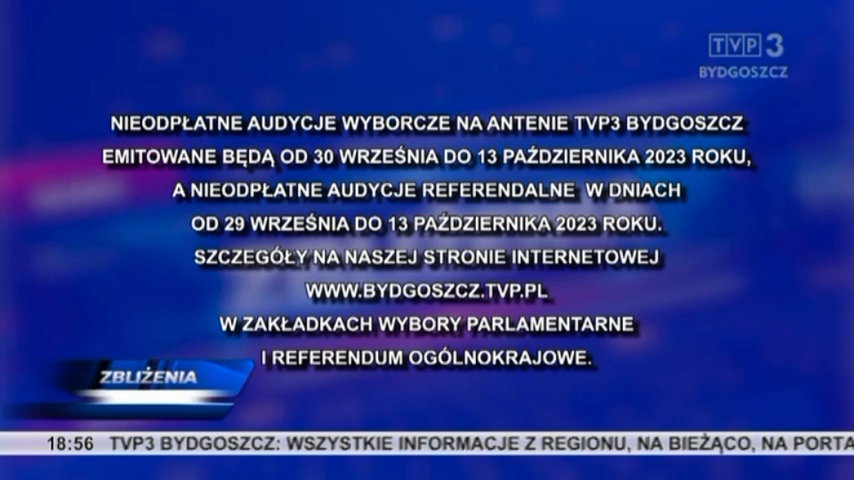 TVP 3
BYDGOSZCZ
NIEODPŁATNE AUDYCJE WYBORCZE NA ANTENIE TVP3 BYDGOSZCZ
EMITOWANE BĘDĄ OD 30 WRZEŚNIA DO 13 PAŹDZIERNIKA 2023 ROKU,
A NIEODPŁATNE AUDYCJE REFERENDALNE W DNIACH
OD 29 WRZEŚNIA DO 13 PAŹDZIERNIKA 2023 ROKU.
SZCZEGÓŁY NA NASZEJ STRONIE INTERNETOWEJ
WWW.BYDGOSZCZ.TVP.PL
W ZAKŁADKACH WYBORY PARLAMENTARNE
I REFERENDUM OGÓLNOKRAJOWE.
ZBLIŻENIA
18:56 TVP3 BYDGOSZCZ: WSZYSTKIE INFORMACJE Z REGIONU, NA BIEŻĄCO, NA PORTA